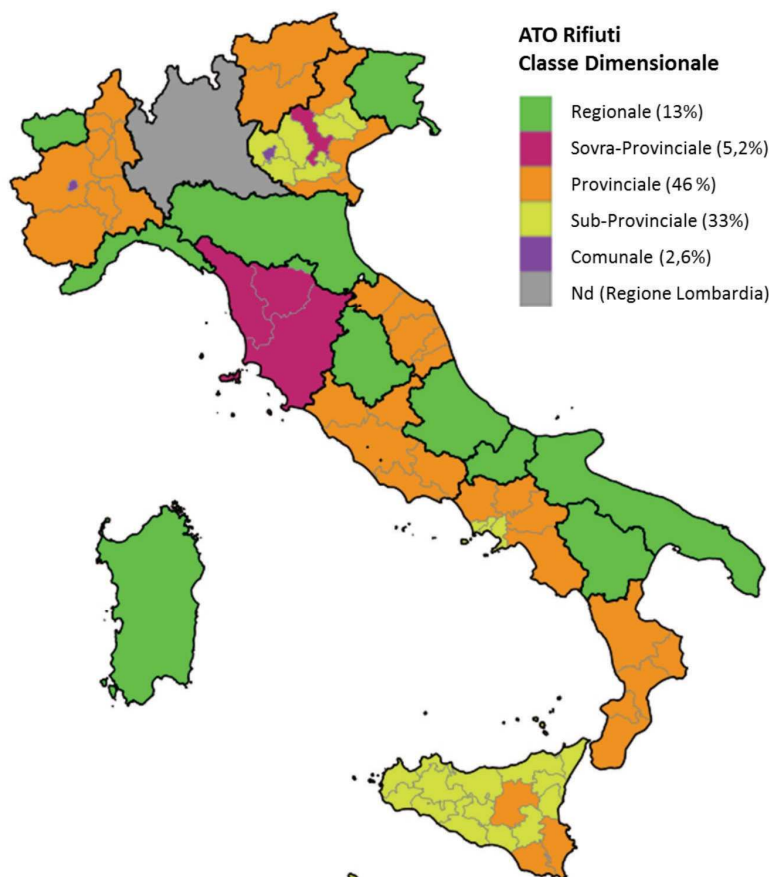 ATO Rifiuti
Classe Dimensionale
Regionale (13%)
Sovra-Provinciale (5,2%)
Provinciale (46 %)
Sub-Provinciale (33%)
Comunale (2,6%)
Nd (Regione Lombardia)